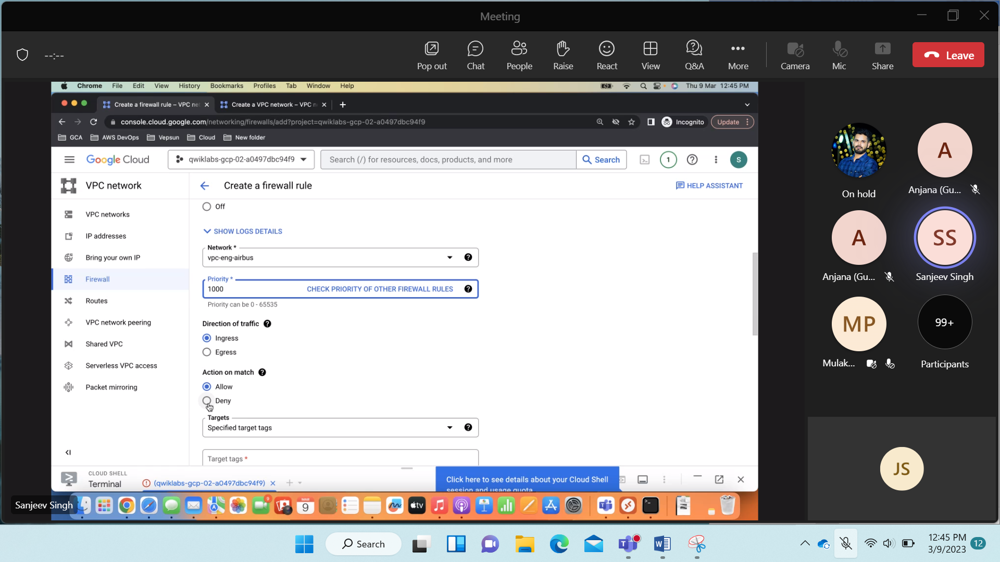 Meeting
--:--
Pop out
Chat
People
Raise
React
View
Q&A
More
Camera
Mic
Share
Leave
Chrome File Edit View History Bookmarks Profiles Tab Window Help
Thu 9 Mar 12:45 PM
Create a firewall rule – VPC ne
Create a VPC network – VPC n
console.cloud.google.com/networking/firewalls/add?project=qwiklabs-gcp-02-a0497dbc94f9
Incognito
Update
GCA
AWS DevOps
Vepsun
Cloud
New folder
Google Cloud
qwiklabs-gcp-02-a0497dbc94f9
Search (/) for resources, docs, products, and more
Search
1
S
VPC network
Create a firewall rule
HELP ASSISTANT
VPC networks
IP addresses
Bring your own IP
Firewall
Routes
VPC network peering
Shared VPC
Serverless VPC access
Packet mirroring
Off
SHOW LOGS DETAILS
Network *
vpc-eng-airbus
Priority *
1000
CHECK PRIORITY OF OTHER FIREWALL RULES
Priority can be 0 - 65535
Direction of traffic
Ingress
Egress
Action on match
Allow
Deny
Targets
Specified target tags
Target tags *
CLOUD SHELL
Terminal
(qwiklabs-gcp-02-a0497dbc94f9)
Click here to see details about your Cloud Shell
session and usage quota
Sanjeev Singh
9
MAR
9
tv
On hold
A
Anjana (Gu...
A
Anjana (Gu...
SS
Sanjeev Singh
MP
Mulak...
99+
Participants
JS
Search
12:45 PM
3/9/2023
12